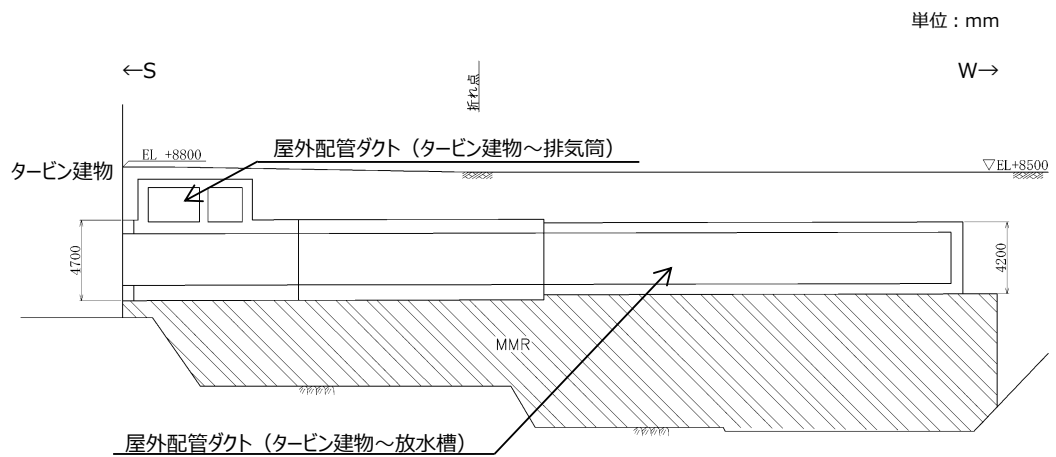 単位：mm
←S
W→
折れ点
EL +8800
屋外配管ダクト（タービン建物～排気筒）
▽EL+8500
タービン建物
4700
4200
MMR
屋外配管ダクト（タービン建物～放水槽）